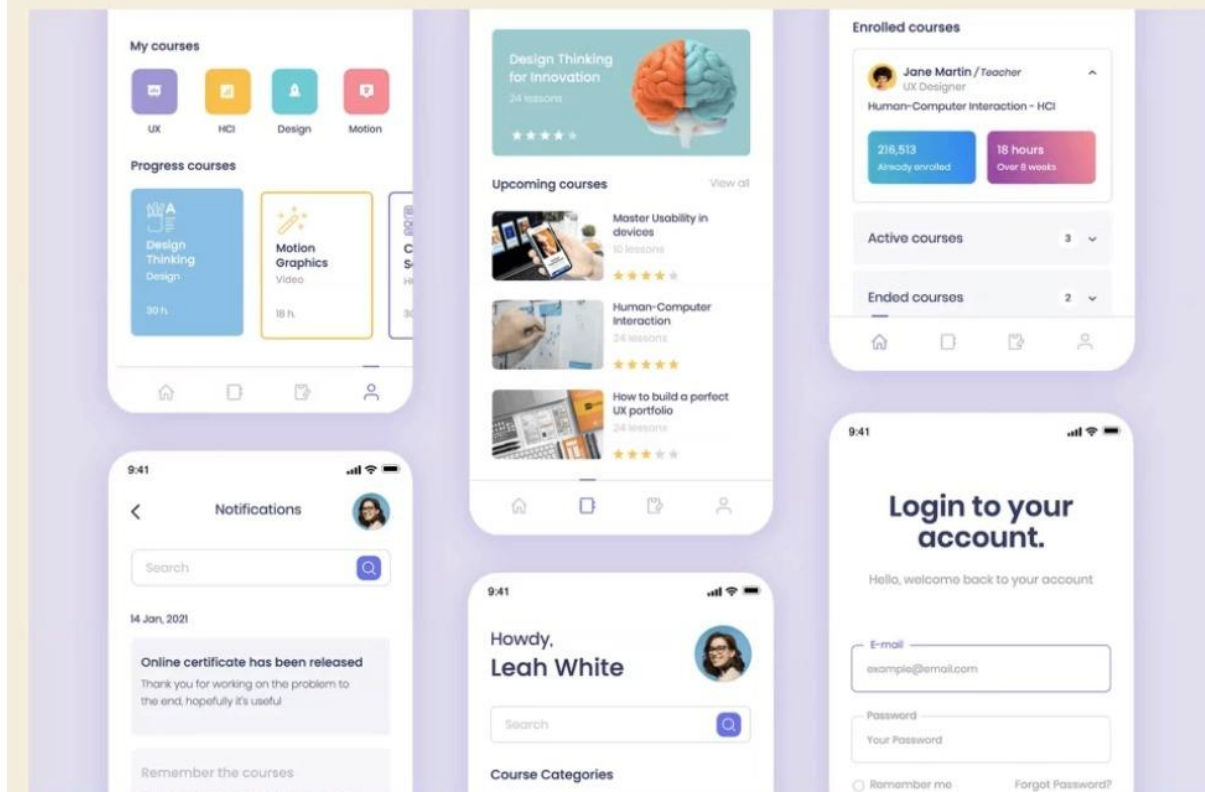 My courses
UX
HCI
Design
Motion
Progress courses
A
Design
Thinking
Design
30 h.
Motion
Graphics
Video
18 h.
C
S
9:41
Notifications
Search
14 Jan, 2021
Online certificate has been released
Thank you for working on the problem to
the end, hopefully it's useful
Remember the courses
Design Thinking
for Innovation
24 lessons
Upcoming courses
View all
Master Usability in
devices
10 lessons
Human-Computer
Interaction
24 lessons
How to build a perfect
UX portfolio
24 lessons
9:41
Howdy,
Leah White
Search
Course Categories
Enrolled courses
Jane Martin / Teacher
UX Designer
Human-Computer Interaction - HCI
216,513
Already enrolled
18 hours
Over 8 weeks
Active courses
3
Ended courses
2
9:41
Login to your
account.
Hello, welcome back to your account
E-mail
example@email.com
Password
Your Password
Remember me
Forgot Password?